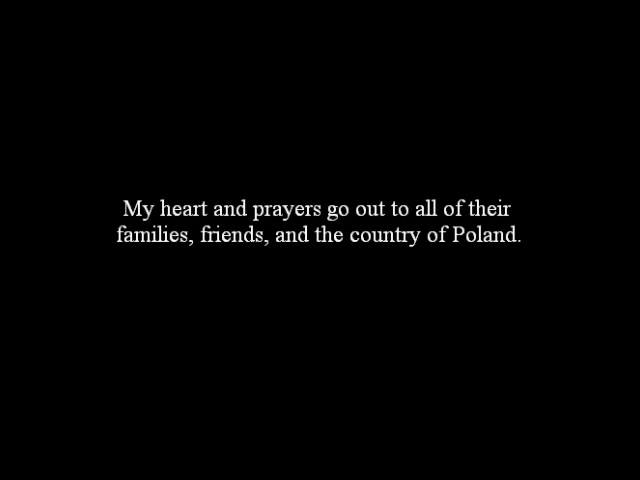 My heart and prayers go out to all of their
families, friends, and the country of Poland.